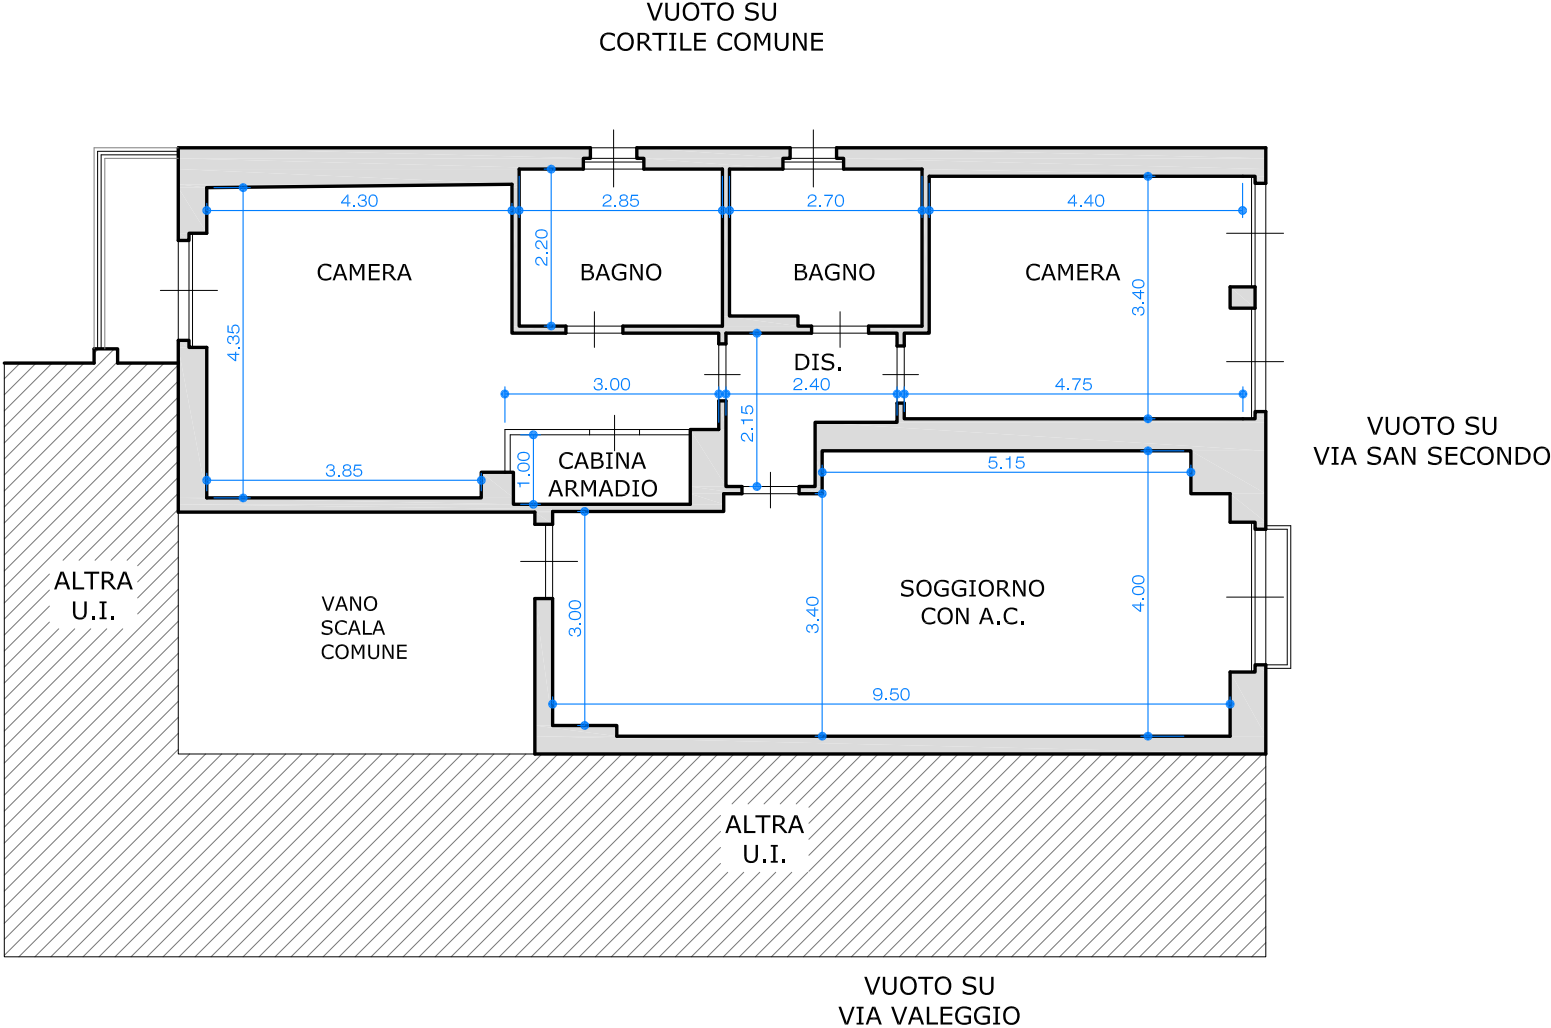 VUOTO SU
CORTILE COMUNE
4.30
2.85
2.70
4.40
2.20
CAMERA
BAGNO
BAGNO
CAMERA
3.40
4.35
DIS.
3.00
2.40
4.75
2.15
VUOTO SU
VIA SAN SECONDO
3.85
1.00
CABINA
ARMADIO
5.15
ALTRA
U.I.
VANO
SCALA
COMUNE
3.00
3.40
SOGGIORNO
CON A.C.
4.00
9.50
ALTRA
U.I.
VUOTO SU
VIA VALEGGIO